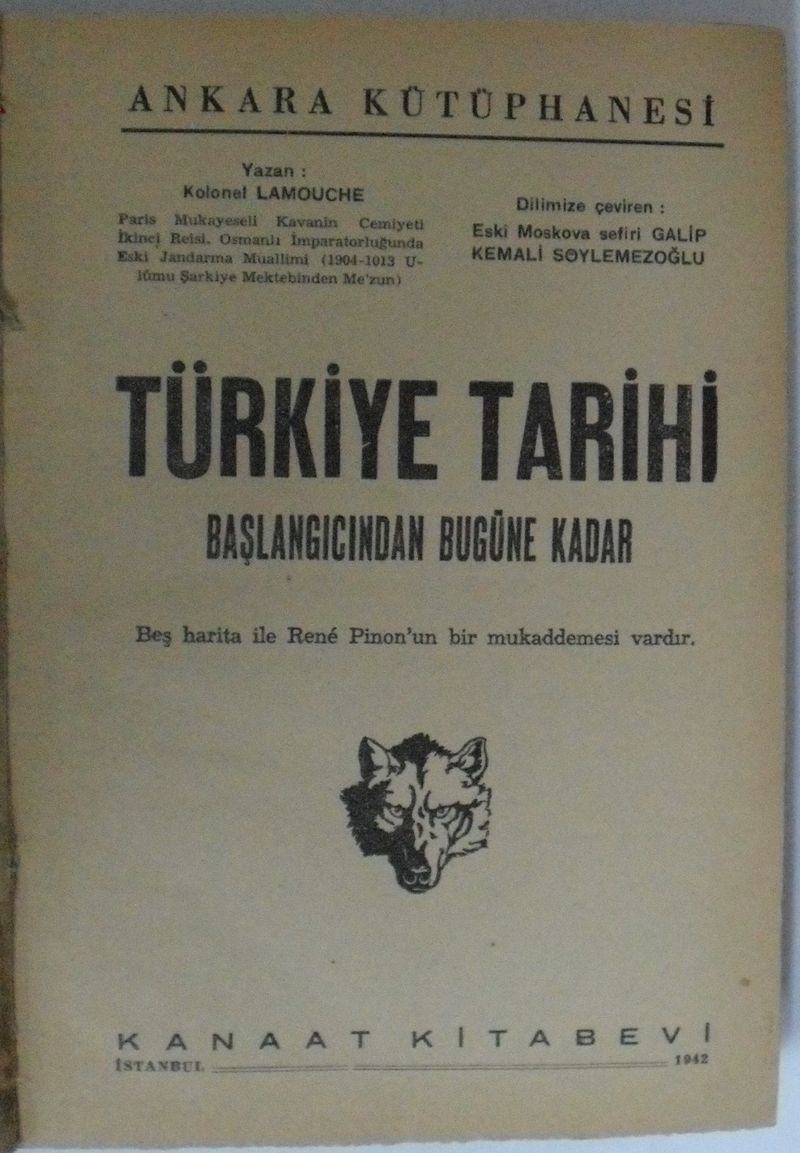 ANKARA KÜTÜPHANESİ
Yazan :
Kolonel LAMOUCHE
Paris Mukayeseli Kavanin Cemiyeti
İkinci Reisi. Osmanlı İmparatorluğunda
Eski Jandarma Muallimi (1904-1013 U-
lûmu Şarkiye Mektebinden Me'zun)
Dilimize çeviren :
Eski Moskova sefiri GALİP
KEMALİ SÖYLEMEZOĞLU
TÜRKİYE TARİHİ
BAŞLANGICINDAN BUGÜNE KADAR
Beş harita ile René Pinon'un bir mukaddemesi vardır.
KANAAT KİTABEVİ
İSTANBUL 1942